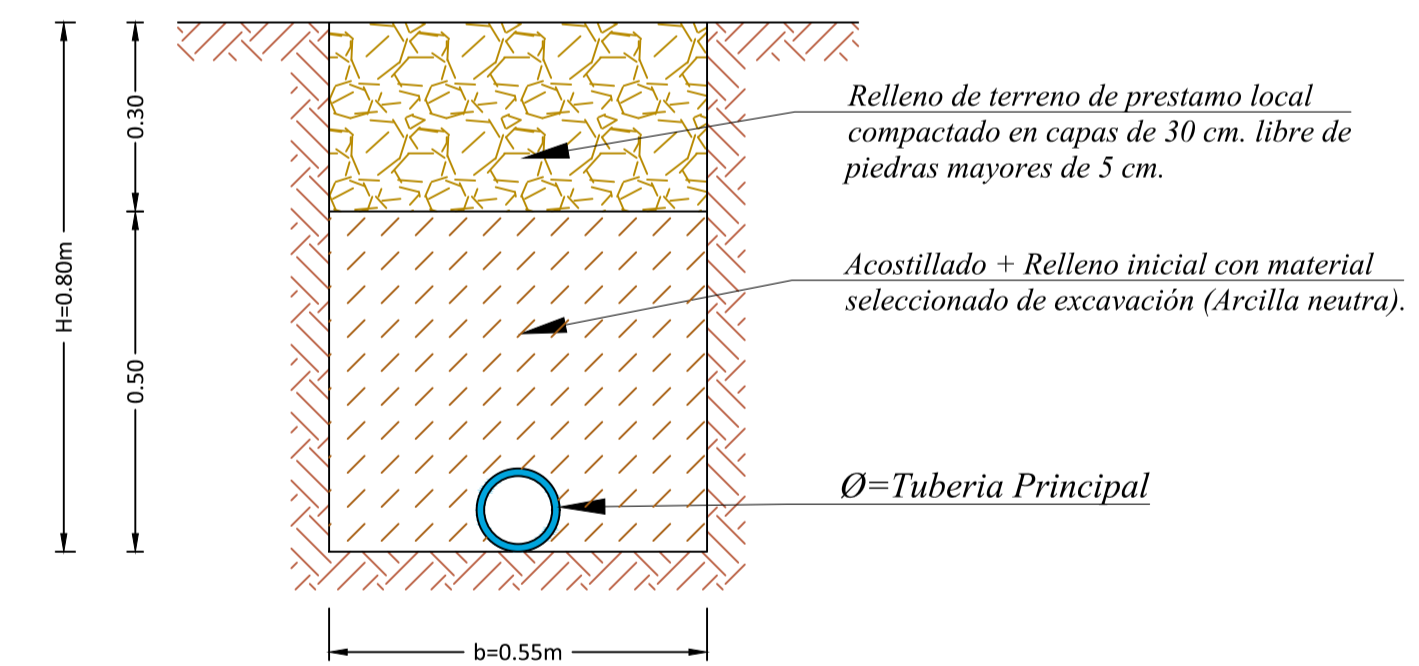 H=0.80m
0.30
0.50
Relleno de terreno de prestamo local
compactado en capas de 30 cm. libre de
piedras mayores de 5 cm.
Acostillado + Relleno inicial con material
seleccionado de excavación (Arcilla neutra).
Ø=Tuberia Principal
b=0.55m